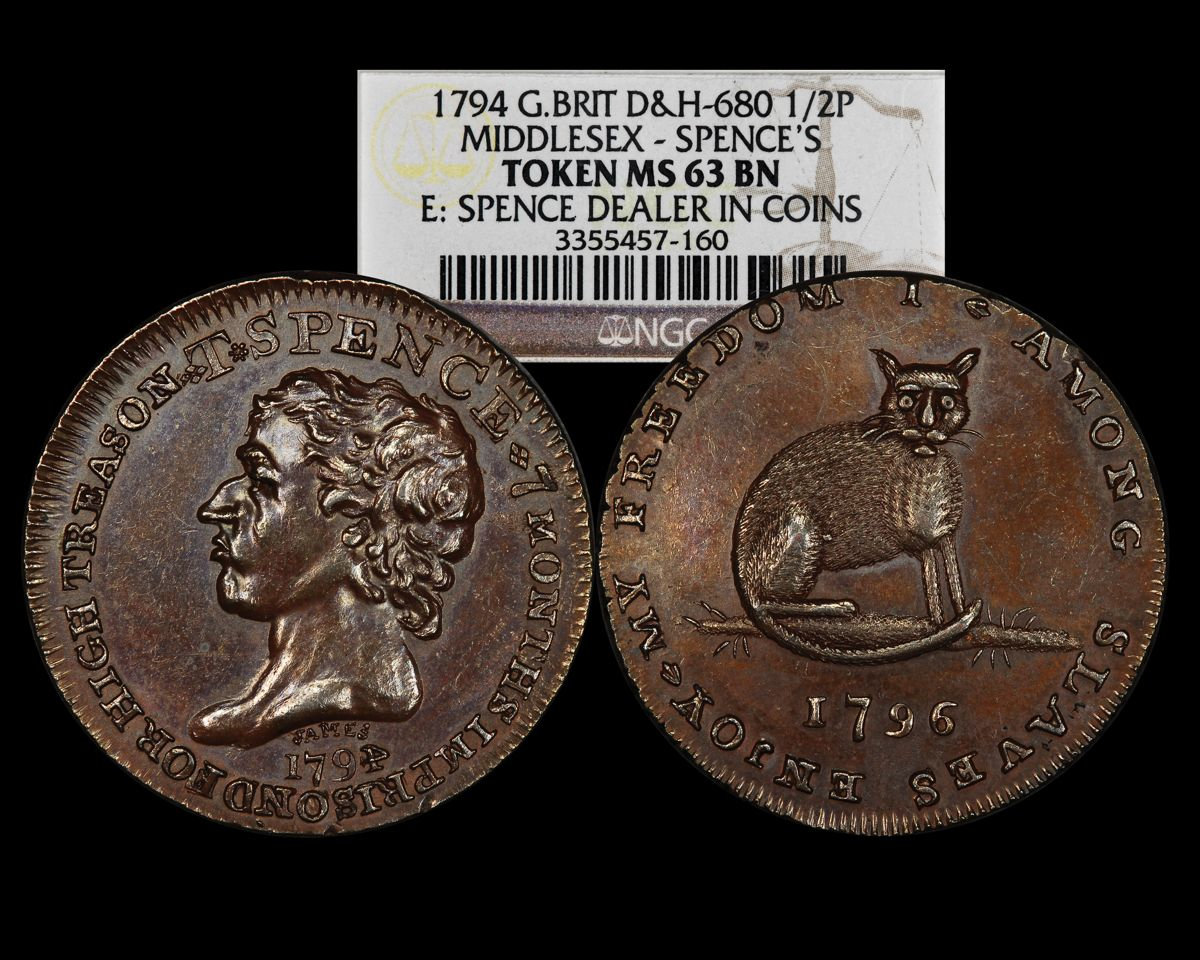 1794 G.BRIT D&H-680 1/2P
MIDDLESEX - SPENCE'S
TOKEN MS 63 BN
E: SPENCE DEALER IN COINS
3355457-160
NGC
T * SPENCE * 7 MONTHS IMPRISOND FOR HIGH TREASON
JAMES
1794
I AMONG SLAVES ENJOY MY FREEDOM
1796